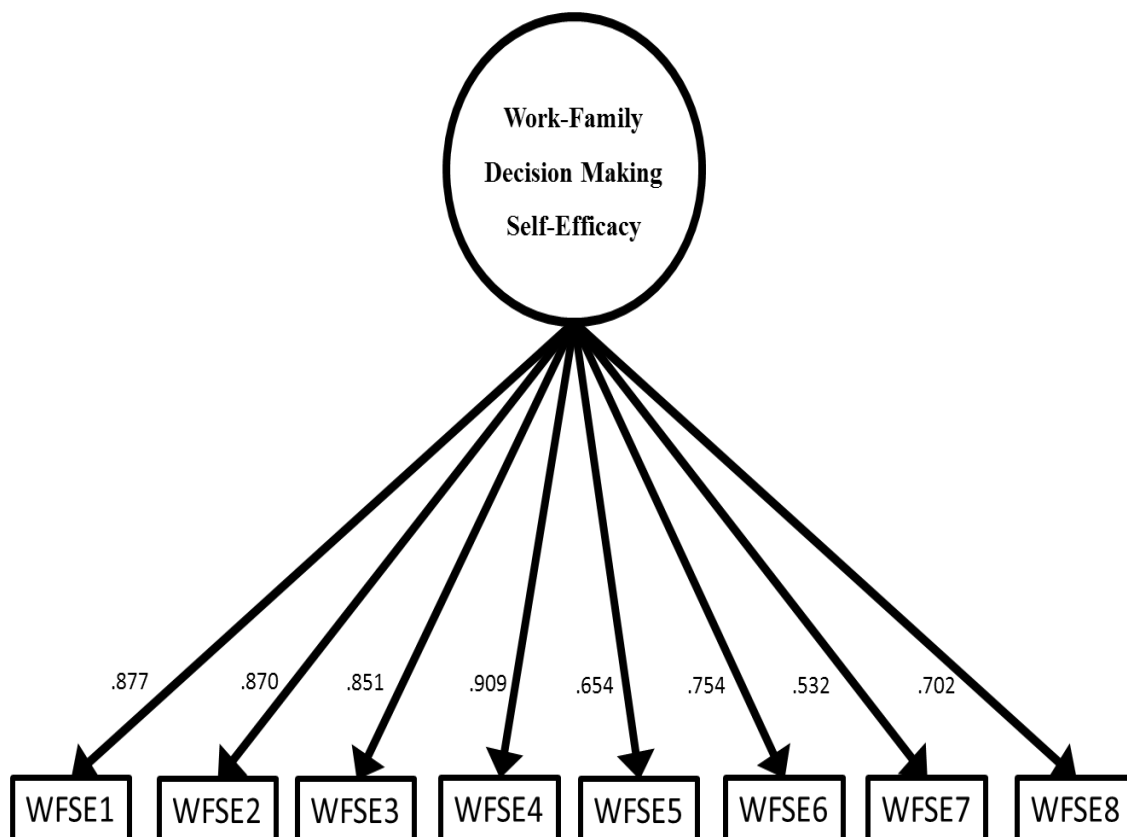 Work-Family
Decision Making
Self-Efficacy
.877 .870 .851 .909 .654 .754 .532 .702
WFSE1 WFSE2 WFSE3 WFSE4 WFSE5 WFSE6 WFSE7 WFSE8